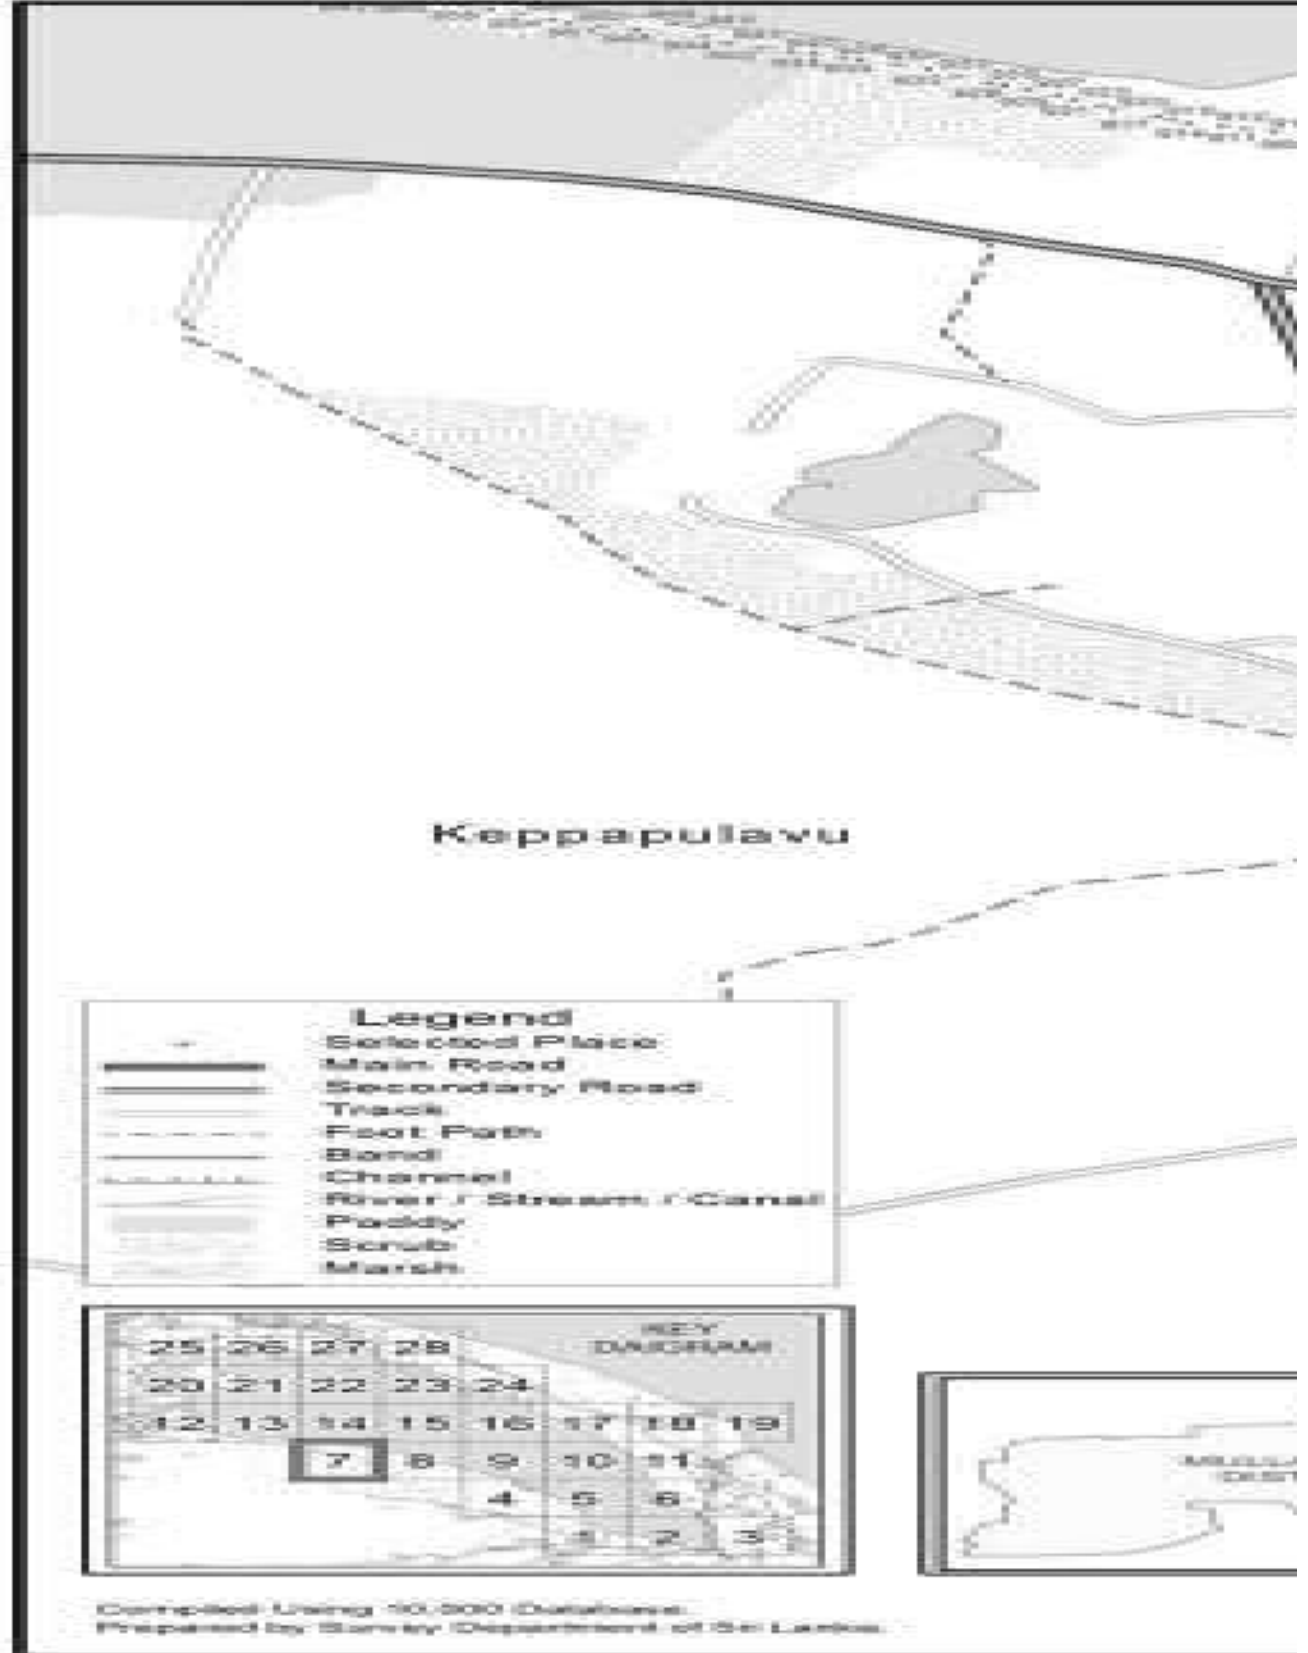 Keppapulavu
Legend
Selected Place
Main Road
Secondary Road
Track
Foot Path
Bund
Channel
River / Stream / Canal
Paddy
Scrub
Marsh
KEY
DAIGRAM
25 26 27 28
20 21 22 23 24
12 13 14 15 16 17 18 19
7 8 9 10 11
4 5 6
1 2 3
Compiled Using 10,000 Database.
Prepared by Survey Department of Sri Lanka.